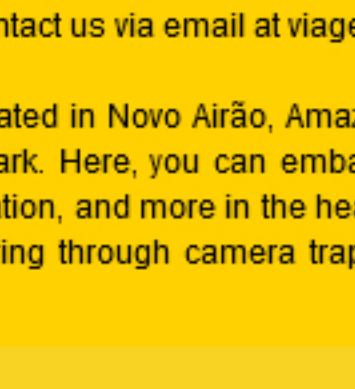 ntact us via email at viage
ated in Novo Airão, Amaz
ark. Here, you can emba
ation, and more in the hea
ring through camera trap